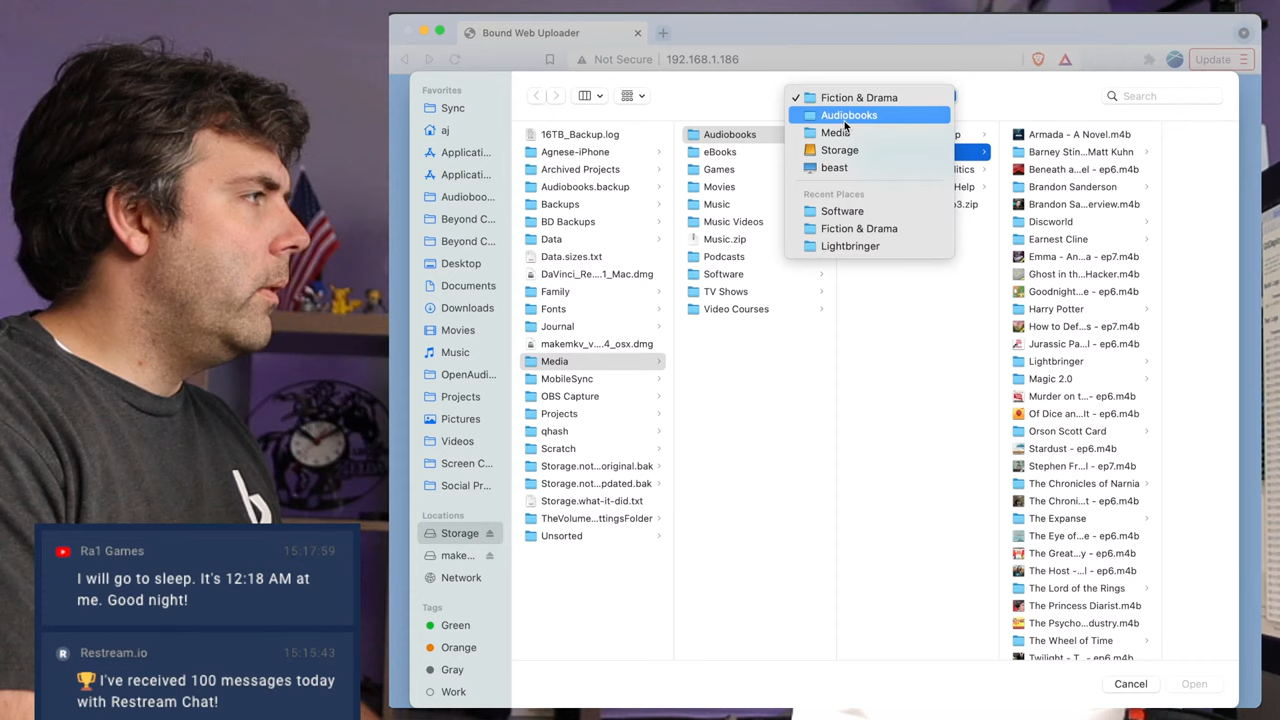 Bound Web Uploader
Not Secure
192.168.1.186
Update
Favorites
Sync
aj
Applicati...
Applicati...
Audioboo...
Beyond C...
Beyond C...
Desktop
Documents
Downloads
Movies
Music
OpenAudi...
Projects
Pictures
Videos
Screen C...
Social Pr...
Locations
Storage
make...
Network
Tags
Green
Orange
Gray
Work
16TB_Backup.log
Agnese-iPhone
Archived Projects
Audiobooks.backup
Backups
BD Backups
Data
Data.sizes.txt
DaVinci_Re....1_Mac.dmg
Family
Fonts
Journal
makemkv_v....4_osx.dmg
Media
MobileSync
OBS Capture
Projects
qhash
Scratch
Storage.not...original.bak
Storage.not...pdated.bak
Storage.what-it-did.txt
TheVolume...ttingsFolder
Unsorted
Audiobooks
eBooks
Games
Movies
Music
Music Videos
Music.zip
Podcasts
Software
TV Shows
Video Courses
✓ Fiction & Drama
Audiobooks
Media
Storage
beast
Recent Places
Software
Fiction & Drama
Lightbringer
p
litics
Help
p3.zip
Search
Armada - A Novel.m4b
Barney Stin...Matt Kuhn
Beneath a...el - ep6.m4b
Brandon Sanderson
Brandon Sa...erview.m4b
Discworld
Earnest Cline
Emma - An...a - ep7.m4b
Ghost in th...Hacker.m4b
Goodnight...e - ep6.m4b
Harry Potter
How to Def...s - ep7.m4b
Jurassic Pa...l - ep6.m4b
Lightbringer
Magic 2.0
Murder on t...- ep6.m4b
Of Dice an...It - ep6.m4b
Orson Scott Card
Stardust - ep6.m4b
Stephen Fr...l - ep7.m4b
The Chronicles of Narnia
The Chroni...t - ep6.m4b
The Expanse
The Eye of...e - ep6.m4b
The Great...y - ep6.m4b
The Host -...l - ep6.m4b
The Lord of the Rings
The Princess Diarist.m4b
The Psycho...dustry.m4b
The Wheel of Time
Twilight - T... - ep6.m4b
Cancel
Open
Ra1 Games
15:17:59
I will go to sleep. It's 12:18 AM at
me. Good night!
Restream.io
15:15:43
🏆I've received 100 messages today
with Restream Chat!